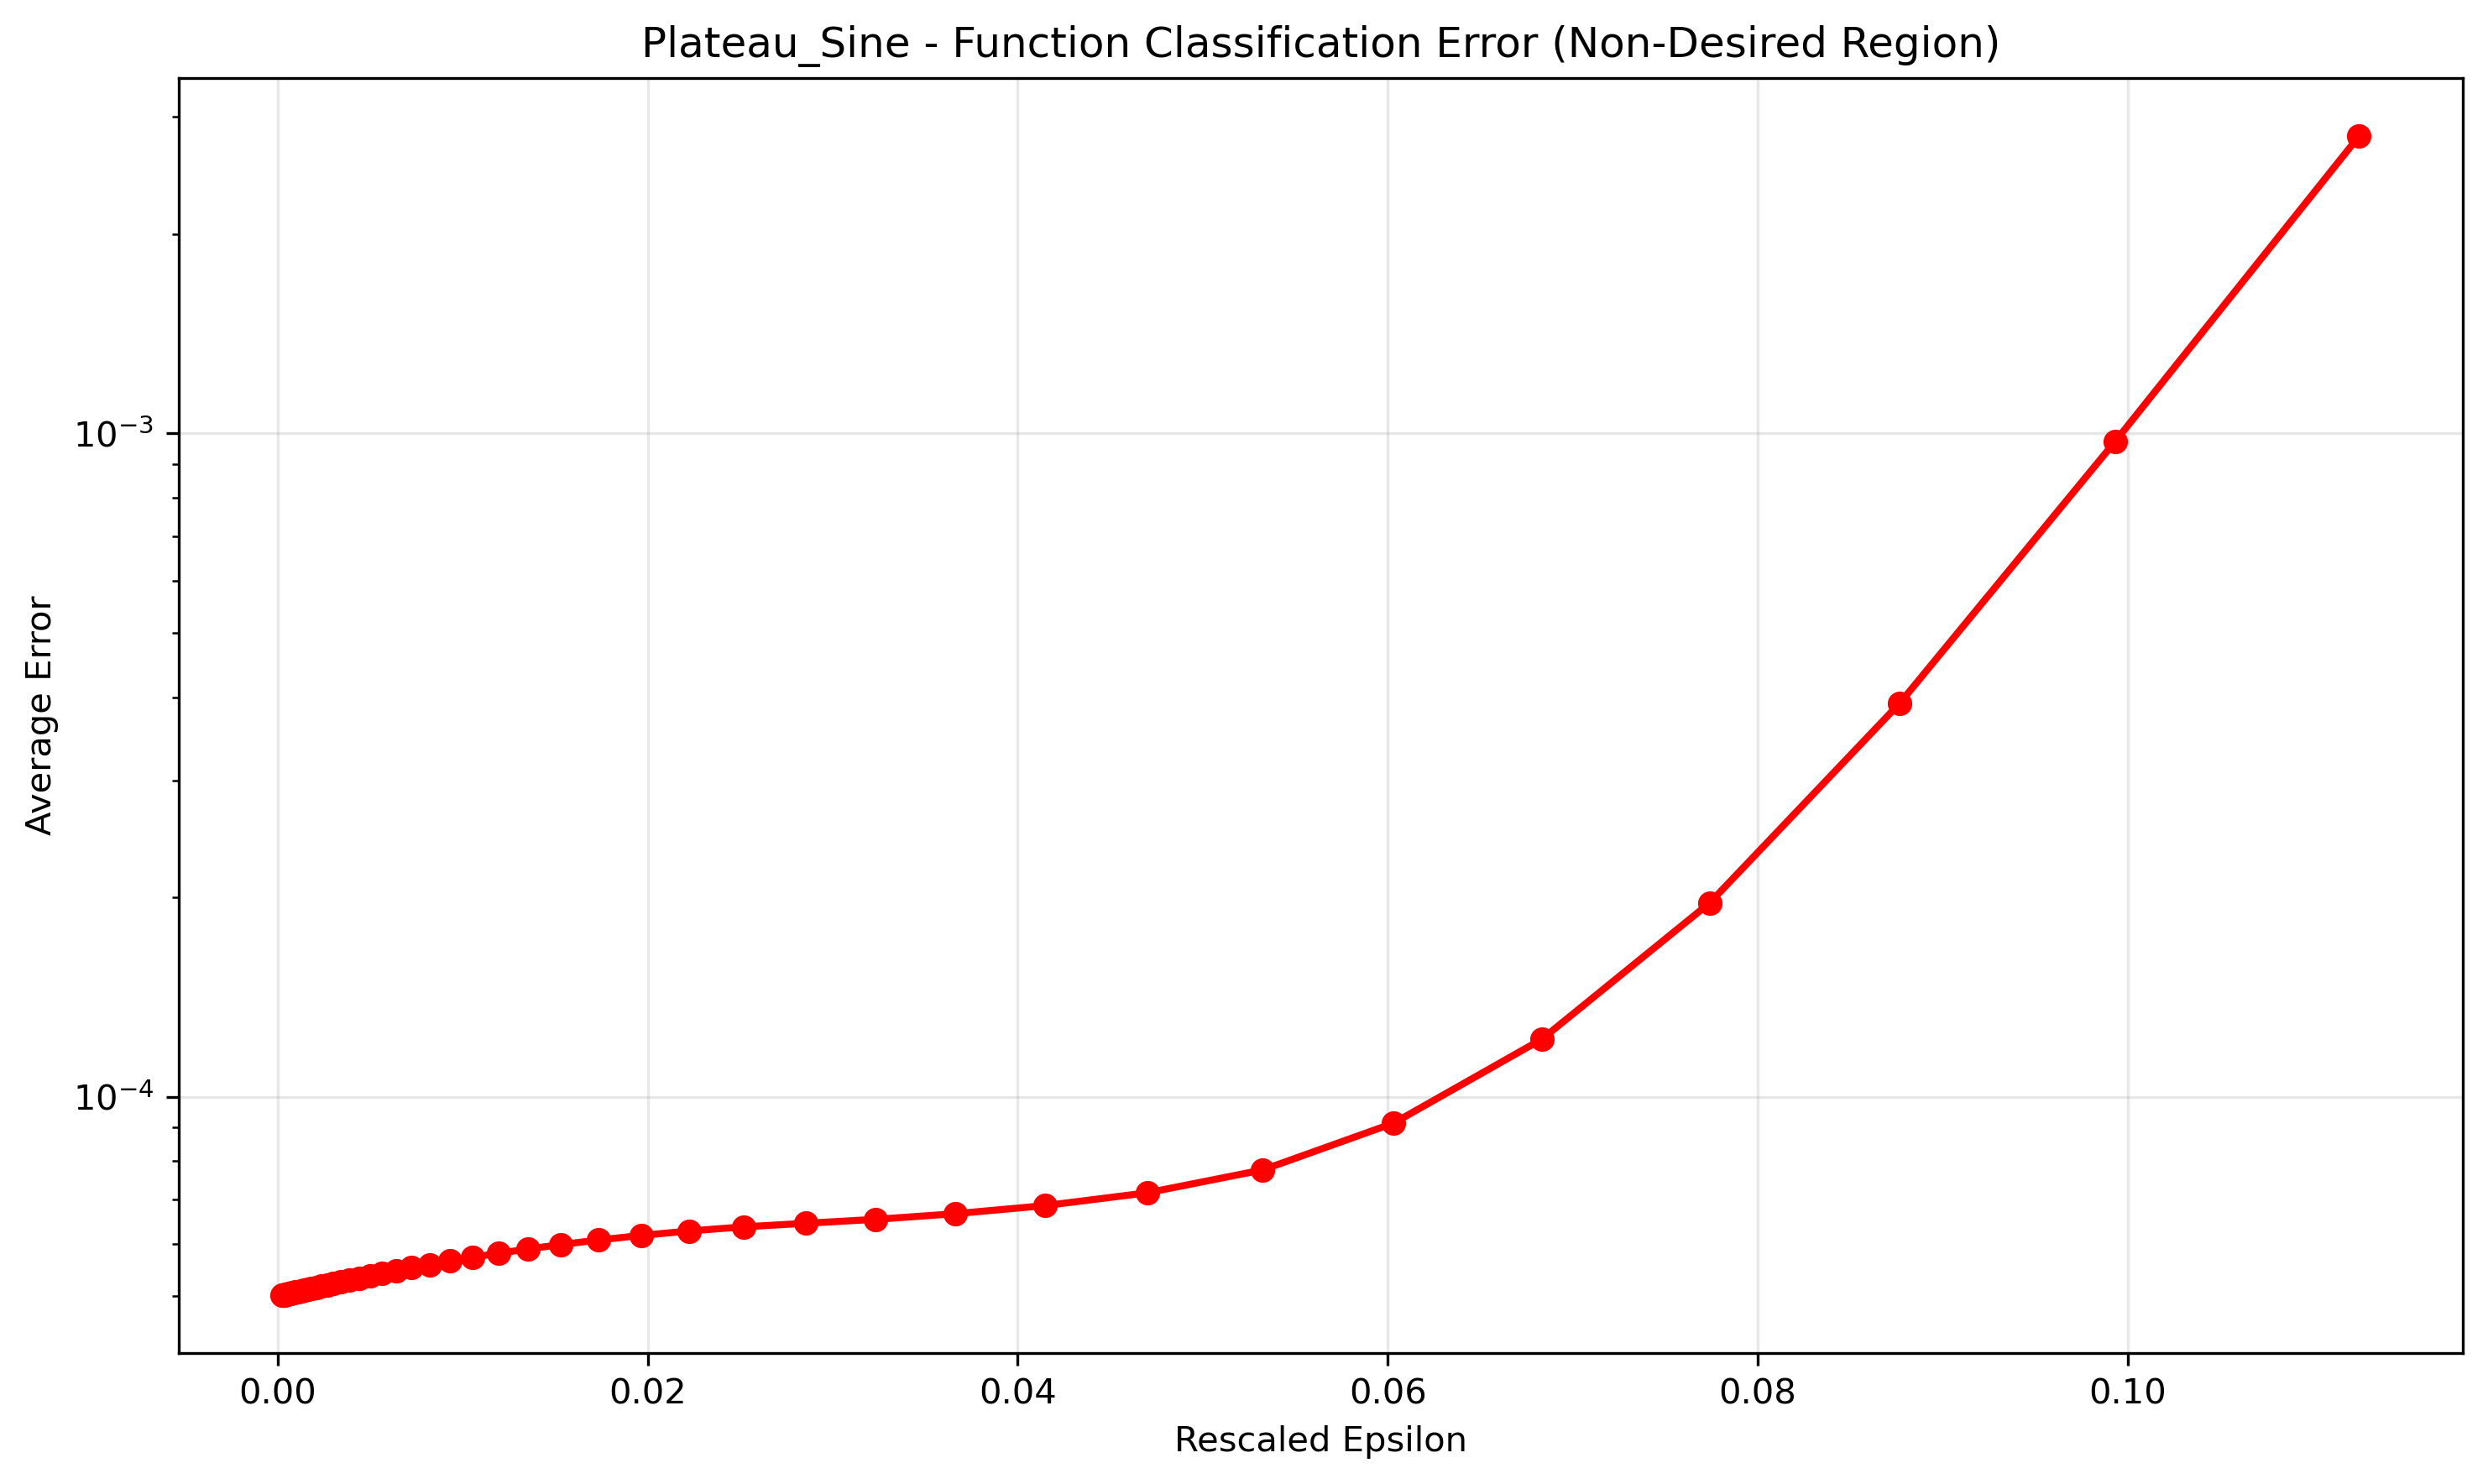 Plateau_Sine - Function Classification Error (Non-Desired Region)
Average Error
10⁻³
10⁻⁴
0.00 0.02 0.04 0.06 0.08 0.10
Rescaled Epsilon